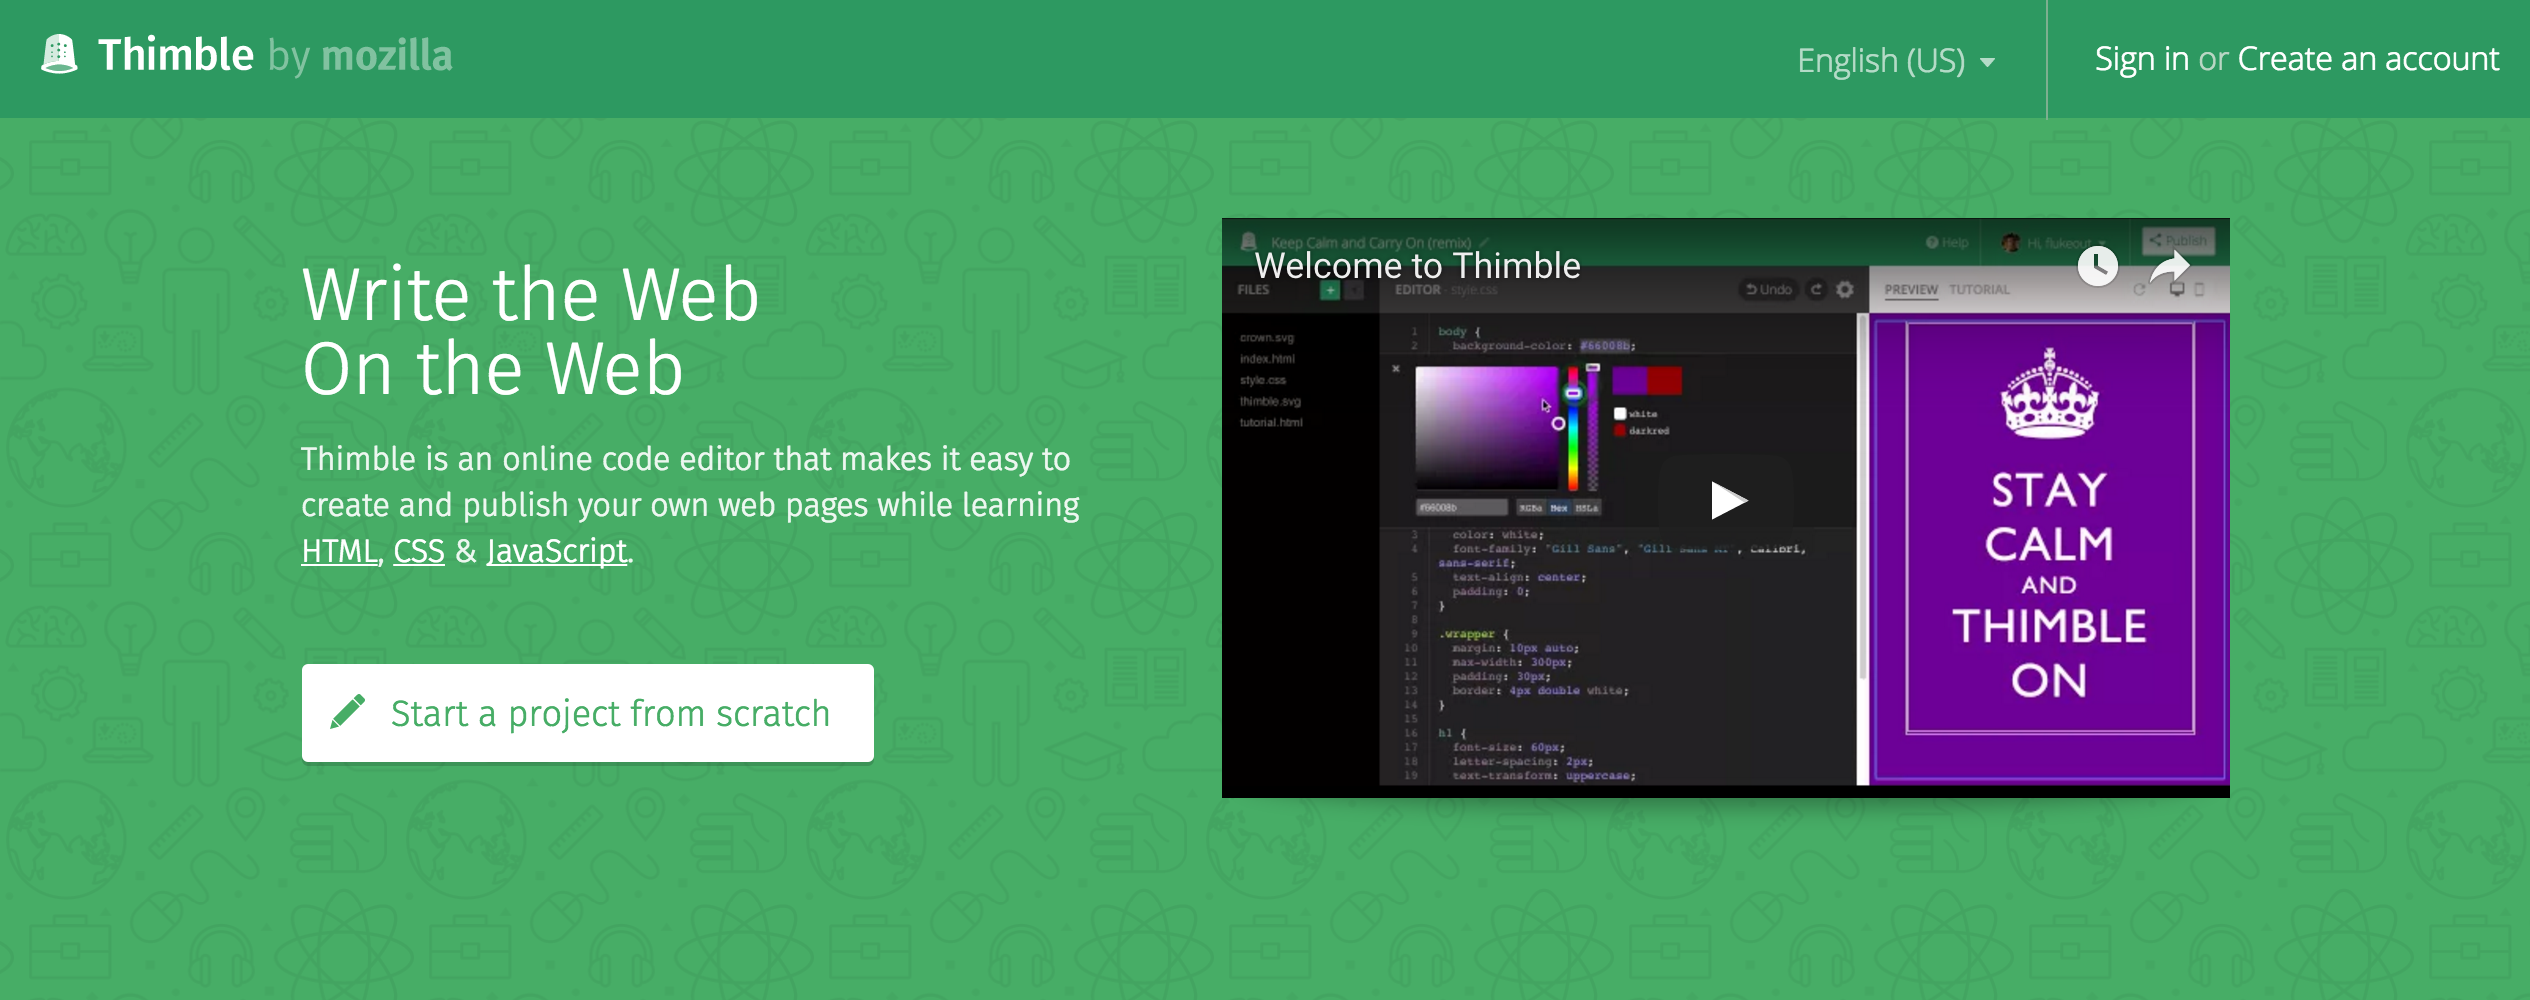 Thimble by mozilla
English (US)
Sign in or Create an account
Write the Web
On the Web
Thimble is an online code editor that makes it easy to
create and publish your own web pages while learning
HTML, CSS & JavaScript.
Start a project from scratch
Keep Calm and Carry On (remix)
Help
Hi, flukeout
Publish
Welcome to Thimble
FILES
EDITOR - style.css
Undo
PREVIEW TUTORIAL
crown.svg
index.html
style.css
thimble.svg
tutorial.html
1 body {
2 background-color: #66008b;
white
darkred
#66008b
RGBa Hex HSLa
3 color: white;
4 font-family: "Gill Sans", "Gill Sans Calibri,
sans-serif;
5 text-align: center;
6 padding: 0;
7 }
8
9 .wrapper {
10 margin: 10px auto;
11 max-width: 300px;
12 padding: 30px;
13 border: 4px double white;
14 }
15
16 h1 {
17 font-size: 60px;
18 letter-spacing: 2px;
19 text-transform: uppercase;
STAY
CALM
AND
THIMBLE
ON